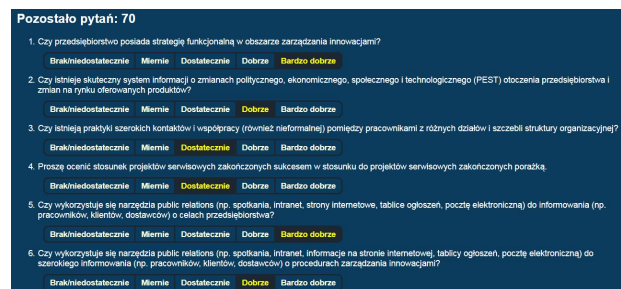 Pozostało pytań: 70
1. Czy przedsiębiorstwo posiada strategię funkcjonalną w obszarze zarządzania innowacjami?
Brak/niedostatecznie Miernie Dostatecznie Dobrze Bardzo dobrze
2. Czy istnieje skuteczny system informacji o zmianach politycznego, ekonomicznego, społecznego i technologicznego (PEST) otoczenia przedsiębiorstwa i
zmian na rynku oferowanych produktów?
Brak/niedostatecznie Miernie Dostatecznie Dobrze Bardzo dobrze
3. Czy istnieją praktyki szerokich kontaktów i współpracy (również nieformalnej) pomiędzy pracownikami z różnych działów i szczebli struktury organizacyjnej?
Brak/niedostatecznie Miernie Dostatecznie Dobrze Bardzo dobrze
4. Proszę ocenić stosunek projektów serwisowych zakończonych sukcesem w stosunku do projektów serwisowych zakończonych porażką.
Brak/niedostatecznie Miernie Dostatecznie Dobrze Bardzo dobrze
5. Czy wykorzystuje się narzędzia public relations (np. spotkania, intranet, strony internetowe, tablice ogłoszeń, pocztę elektroniczną) do informowania (np.
pracowników, klientów, dostawców) o celach przedsiębiorstwa?
Brak/niedostatecznie Miernie Dostatecznie Dobrze Bardzo dobrze
6. Czy wykorzystuje się narzędzia public relations (np. spotkania, intranet, informacje na stronie internetowej, tablicy ogłoszeń, pocztę elektroniczną) do
szerokiego informowania (np. pracowników, klientów, dostawców) o procedurach zarządzania innowacjami?
Brak/niedostatecznie Miernie Dostatecznie Dobrze Bardzo dobrze